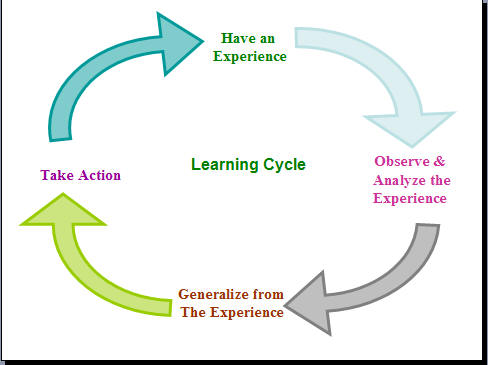 Have an
Experience
Learning Cycle
Observe &
Analyze the
Experience
Take Action
Generalize from
The Experience